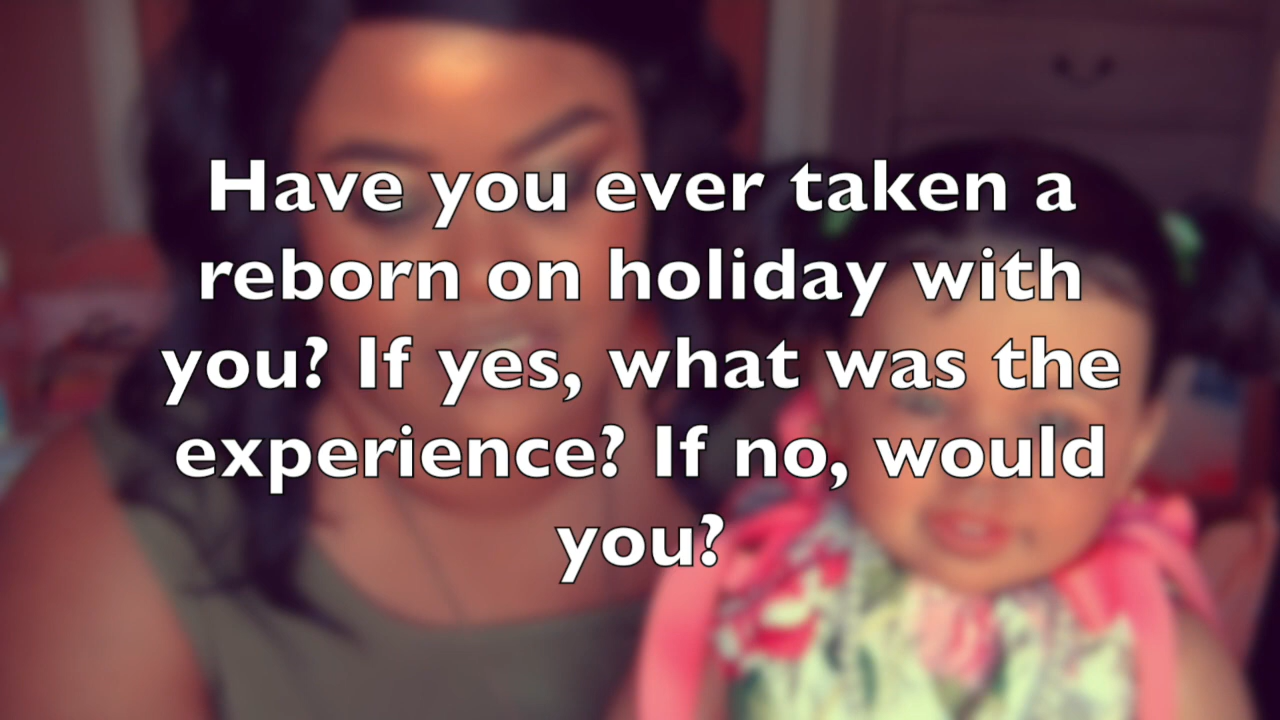 Have you ever taken a
reborn on holiday with
you? If yes, what was the
experience? If no, would
you?